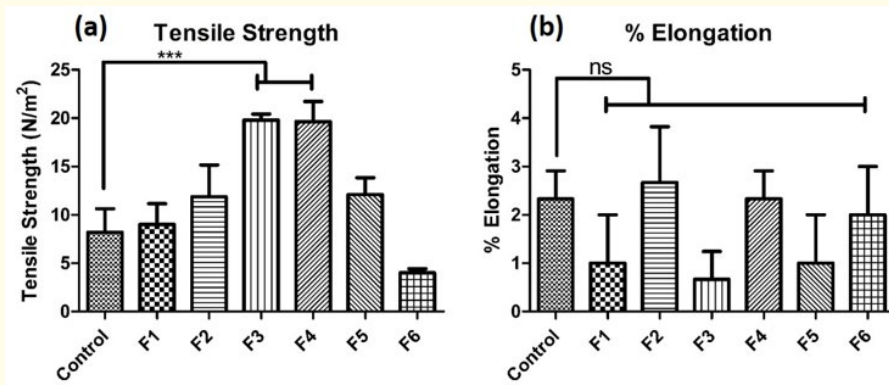 (a) Tensile Strength
***
Tensile Strength (N/m²)
25
20
15
10
5
0
Control F1 F2 F3 F4 F5 F6
(b) % Elongation
ns
% Elongation
5
4
3
2
1
0
Control F1 F2 F3 F4 F5 F6